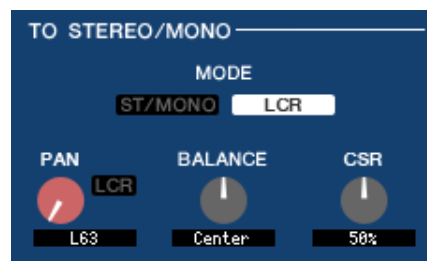 TO STEREO/MONO
MODE
ST/MONO LCR
PAN BALANCE CSR
LCR
L63 Center 50%